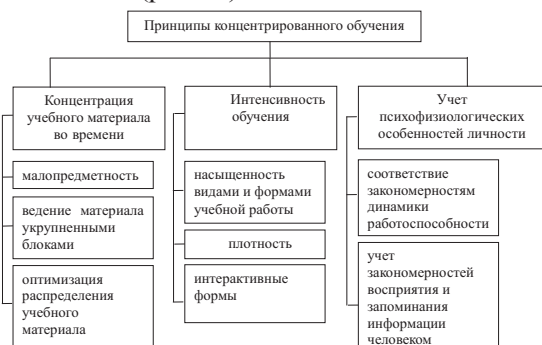 Принципы концентрированного обучения
Концентрация
учебного материала
во времени
малопредметность
ведение материала
укрупненными
блоками
оптимизация
распределения
учебного
материала
Интенсивность
обучения
насыщенность
видами и формами
учебной работы
плотность
интерактивные
формы
Учет
психофизиологических
особенностей личности
соответствие
закономерностям
динамики
работоспособности
учет
закономерностей
восприятия и
запоминания
информации
человеком